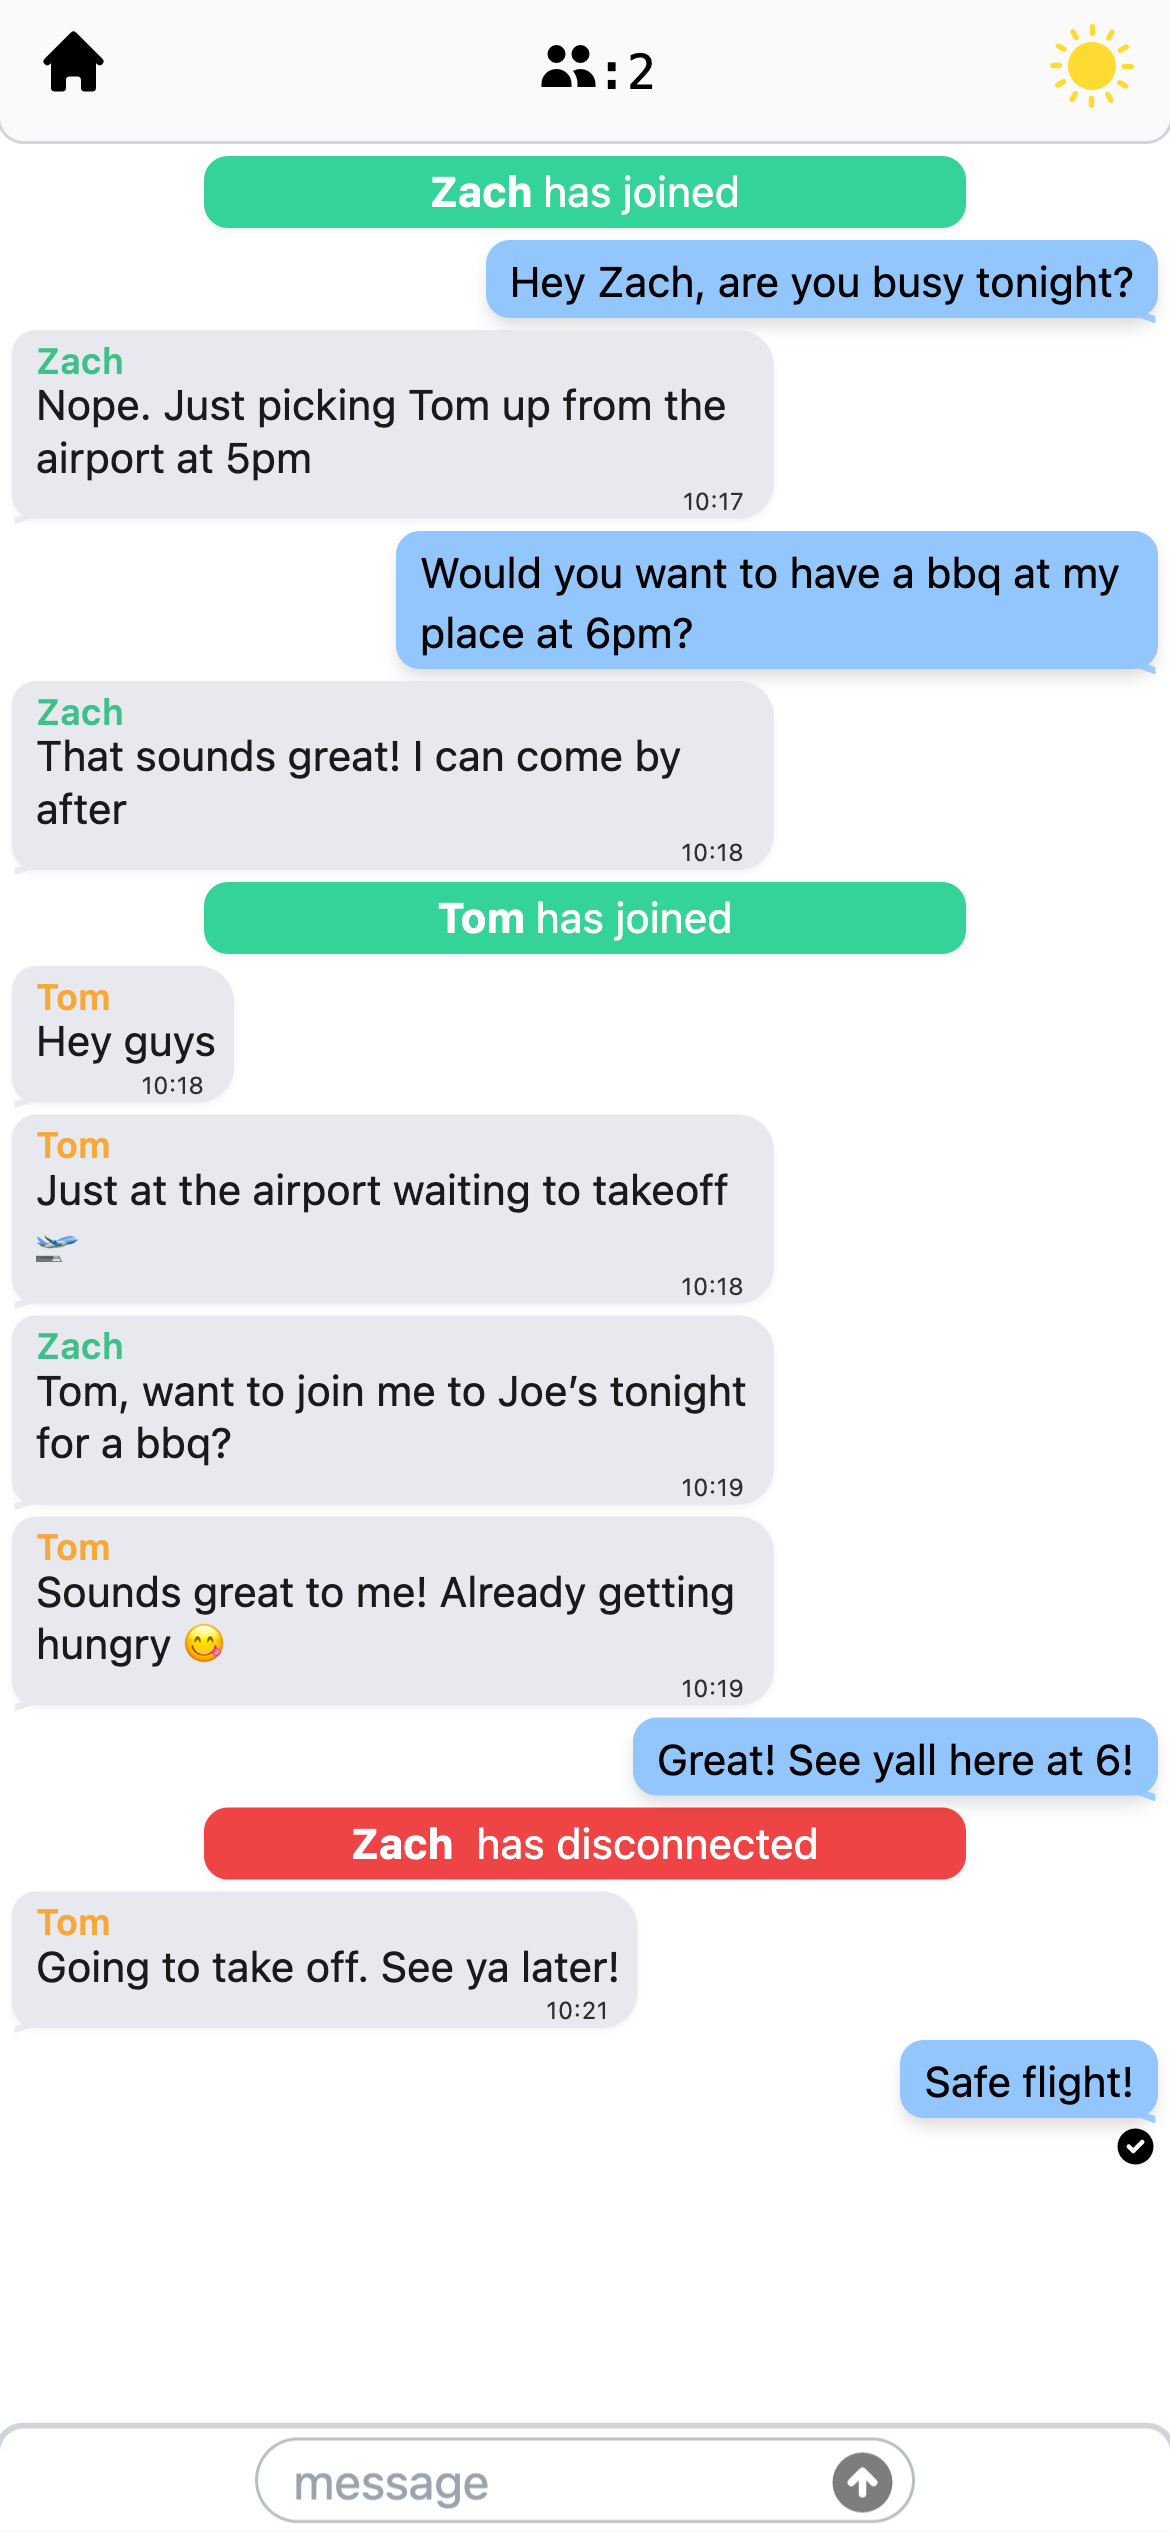 :2
Zach has joined
Hey Zach, are you busy tonight?
Zach
Nope. Just picking Tom up from the
airport at 5pm
10:17
Would you want to have a bbq at my
place at 6pm?
Zach
That sounds great! I can come by
after
10:18
Tom has joined
Tom
Hey guys
10:18
Tom
Just at the airport waiting to takeoff
🛫
10:18
Zach
Tom, want to join me to Joe’s tonight
for a bbq?
10:19
Tom
Sounds great to me! Already getting
hungry 😋
10:19
Great! See yall here at 6!
Zach has disconnected
Tom
Going to take off. See ya later!
10:21
Safe flight!
message